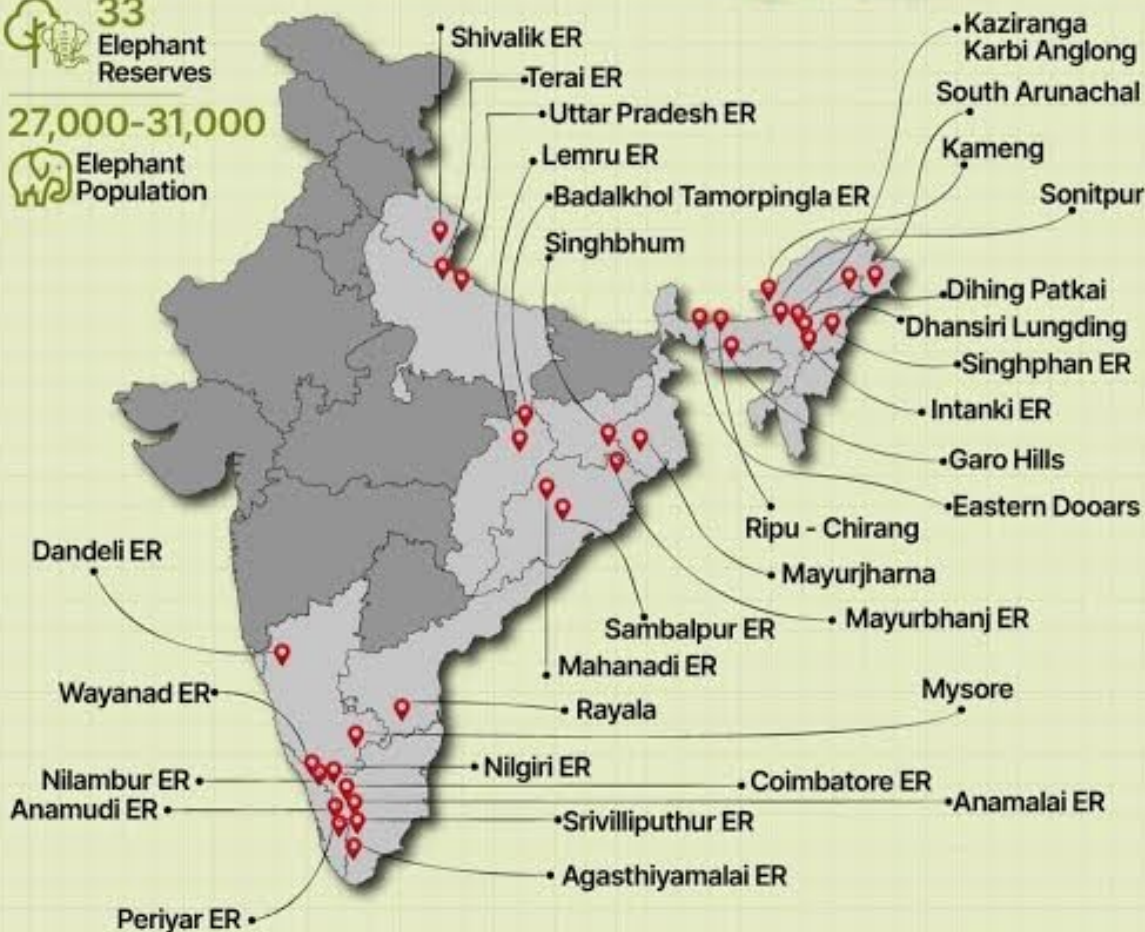 33
Elephant
Reserves
27,000-31,000
Elephant
Population
Shivalik ER
Terai ER
Uttar Pradesh ER
Lemru ER
Badalkhol Tamorpingla ER
Singhbhum
Kaziranga
Karbi Anglong
South Arunachal
Kameng
Sonitpur
Dihing Patkai
Dhansiri Lungding
Singhphan ER
Intanki ER
Garo Hills
Eastern Dooars
Ripu - Chirang
Mayurjharna
Mayurbhanj ER
Sambalpur ER
Mahanadi ER
Dandeli ER
Wayanad ER
Rayala
Mysore
Nilgiri ER
Nilambur ER
Coimbatore ER
Anamudi ER
Anamalai ER
Srivilliputhur ER
Agasthiyamalai ER
Periyar ER